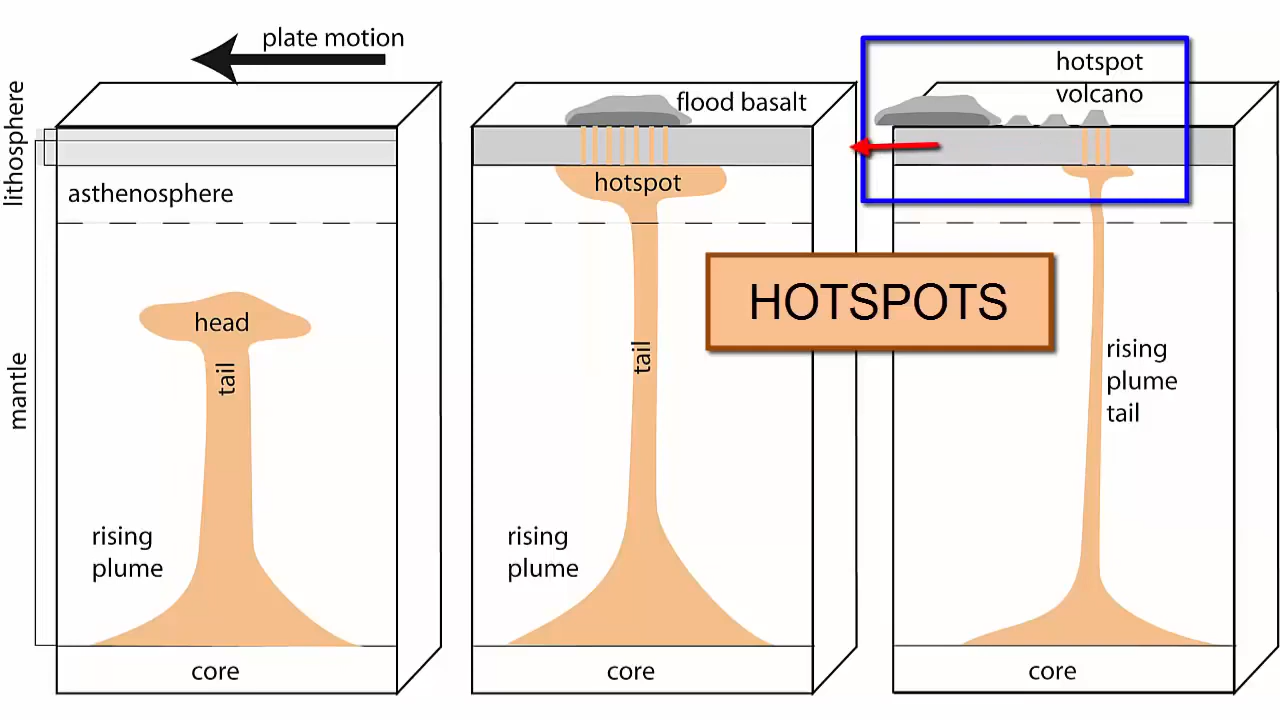 plate motion
lithosphere
asthenosphere
mantle
head
tail
rising
plume
core
flood basalt
hotspot
tail
rising
plume
core
HOTSPOTS
hotspot
volcano
rising
plume
tail
core